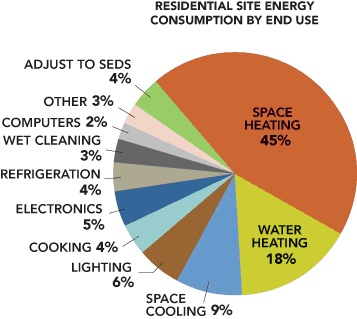 RESIDENTIAL SITE ENERGY
CONSUMPTION BY END USE
ADJUST TO SEDS
4%
OTHER 3%
COMPUTERS 2%
WET CLEANING
3%
REFRIGERATION
4%
ELECTRONICS
5%
COOKING 4%
LIGHTING
6%
SPACE
COOLING 9%
WATER
HEATING
18%
SPACE
HEATING
45%